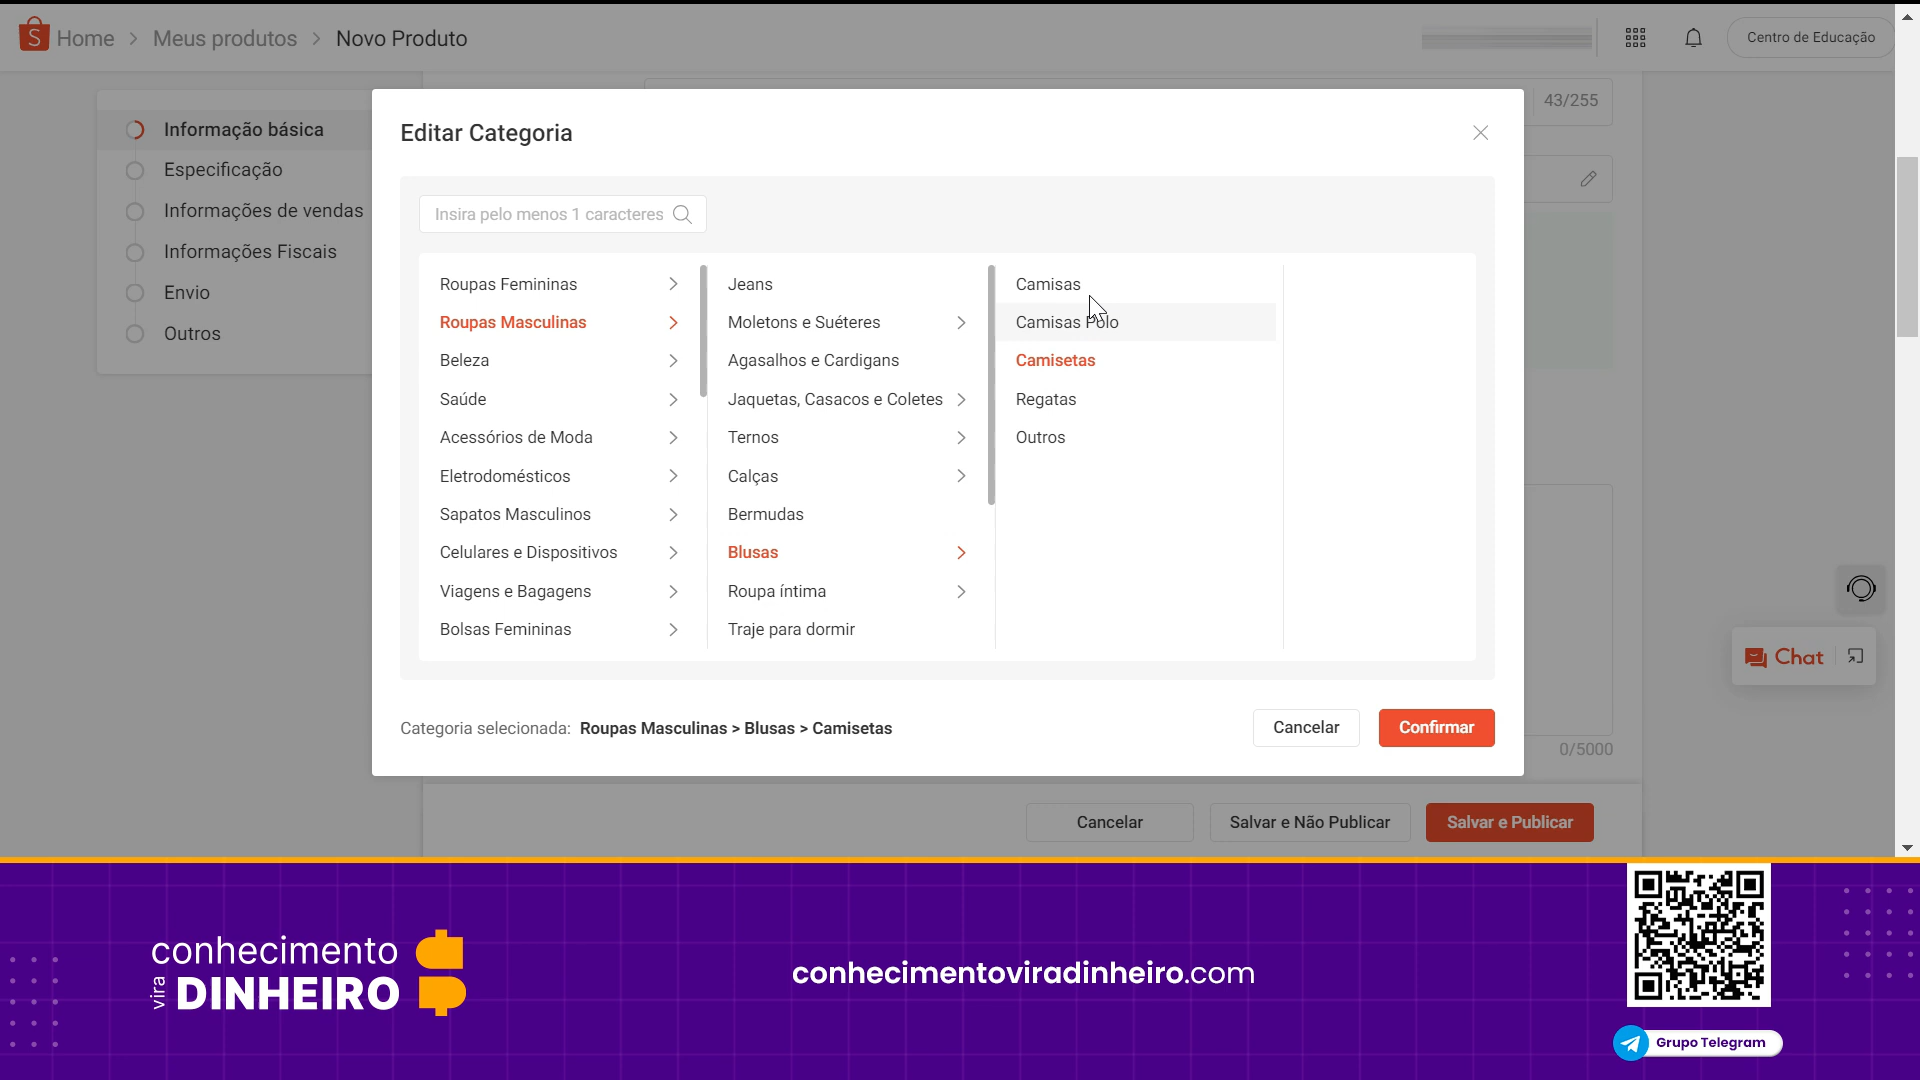 Home > Meus produtos > Novo Produto
Centro de Educação
43/255
Informação básica
Especificação
Informações de vendas
Informações Fiscais
Envio
Outros
Editar Categoria
Insira pelo menos 1 caracteres
Roupas Femininas
Roupas Masculinas
Beleza
Saúde
Acessórios de Moda
Eletrodomésticos
Sapatos Masculinos
Celulares e Dispositivos
Viagens e Bagagens
Bolsas Femininas
Jeans
Moletons e Suéteres
Agasalhos e Cardigans
Jaquetas, Casacos e Coletes
Ternos
Calças
Bermudas
Blusas
Roupa íntima
Traje para dormir
Camisas
Camisas Polo
Camisetas
Regatas
Outros
Categoria selecionada: Roupas Masculinas > Blusas > Camisetas
Cancelar
Confirmar
Chat
0/5000
Cancelar
Salvar e Não Publicar
Salvar e Publicar
conhecimento
vira DINHEIRO
conhecimentoviradinheiro.com
Grupo Telegram